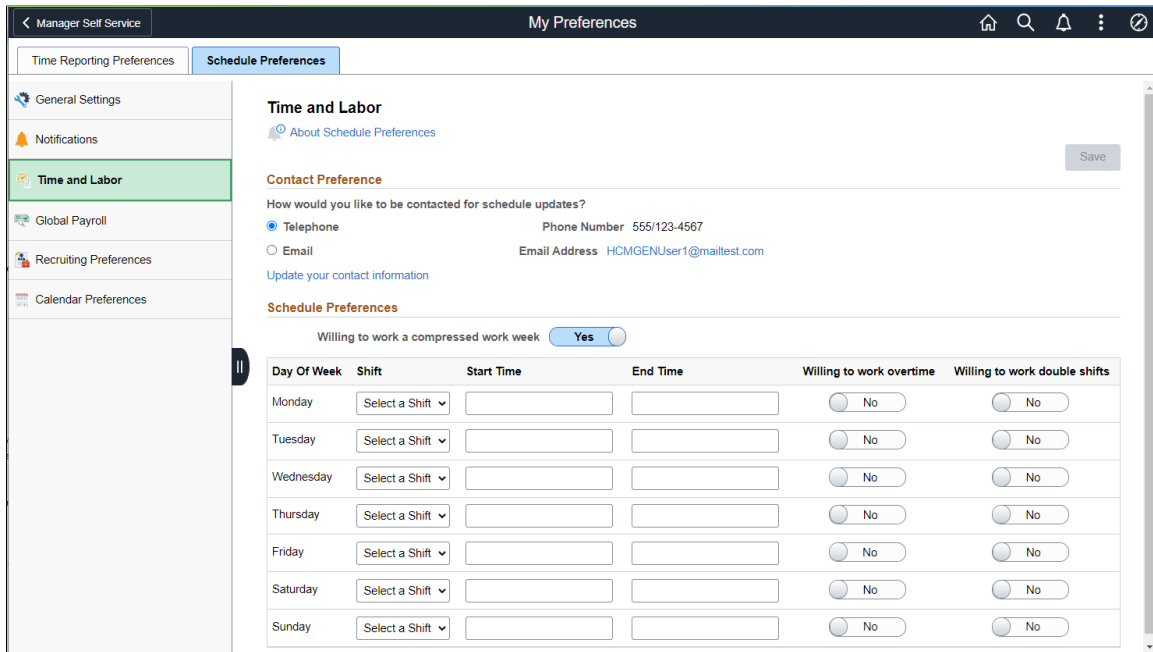 Manager Self Service
My Preferences
Time Reporting Preferences
Schedule Preferences
General Settings
Notifications
Time and Labor
Global Payroll
Recruiting Preferences
Calendar Preferences
Time and Labor
About Schedule Preferences
Save
Contact Preference
How would you like to be contacted for schedule updates?
Telephone Phone Number 555/123-4567
Email Email Address HCMGENUser1@mailtest.com
Update your contact information
Schedule Preferences
Willing to work a compressed work week Yes
Day Of Week Shift Start Time End Time Willing to work overtime Willing to work double shifts
Monday Select a Shift No No
Tuesday Select a Shift No No
Wednesday Select a Shift No No
Thursday Select a Shift No No
Friday Select a Shift No No
Saturday Select a Shift No No
Sunday Select a Shift No No